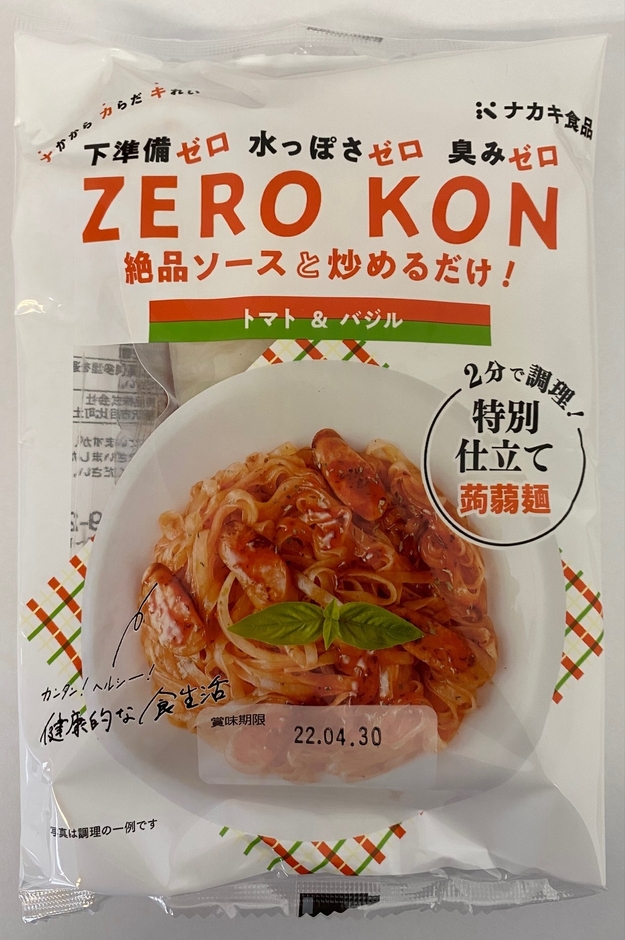 ナかから カらだ キれい
ナカキ食品
下準備ゼロ 水っぽさゼロ 臭みゼロ
ZERO KON
絶品ソースと炒めるだけ！
トマト & バジル
2分で調理！
特別
仕立て
蒟蒻麺
カンタン！ヘルシー！
健康的な食生活
賞味期限
22.04.30
写真は調理の一例です